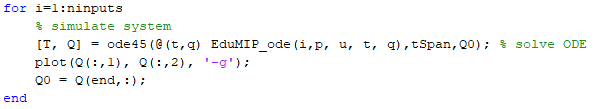 for i=1:ninputs
% simulate system
[T, Q] = ode45(@(t,q) EduMIP_ode(i,p, u, t, q),tSpan,Q0); % solve ODE
plot(Q(:,1), Q(:,2), '-g');
Q0 = Q(end,:);
end